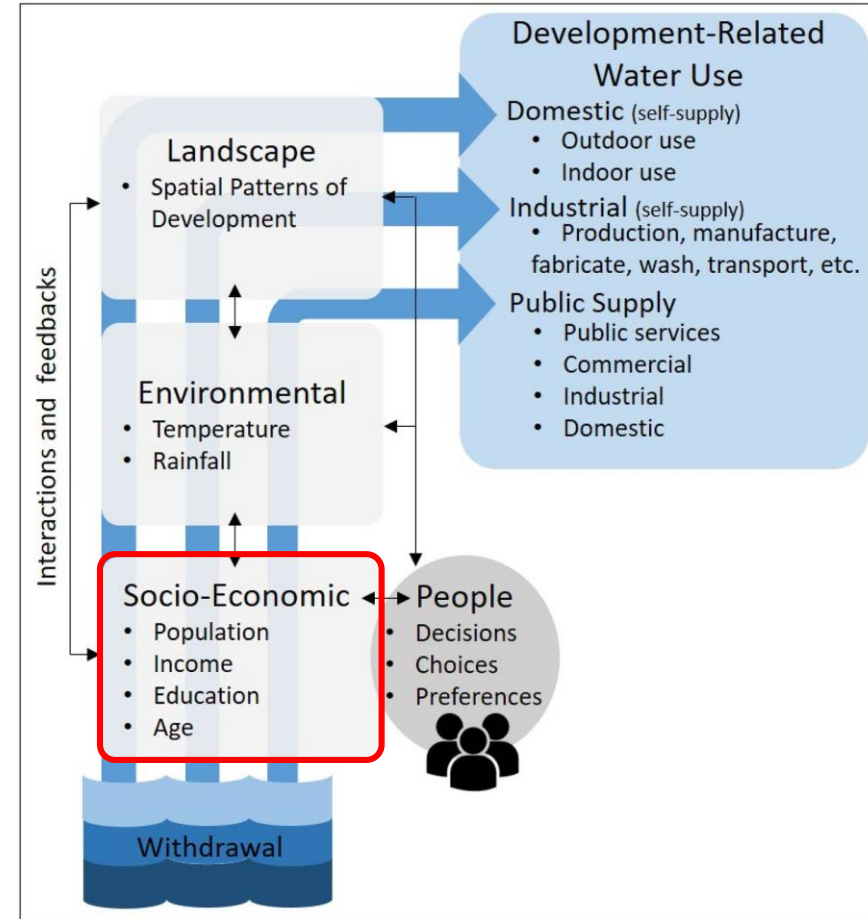 Development-Related
Water Use
Domestic (self-supply)
• Outdoor use
• Indoor use
Industrial (self-supply)
• Production, manufacture,
fabricate, wash, transport, etc.
Public Supply
• Public services
• Commercial
• Industrial
• Domestic
Landscape
• Spatial Patterns of
Development
Interactions and feedbacks
Environmental
• Temperature
• Rainfall
Socio-Economic
• Population
• Income
• Education
• Age
People
• Decisions
• Choices
• Preferences
Withdrawal